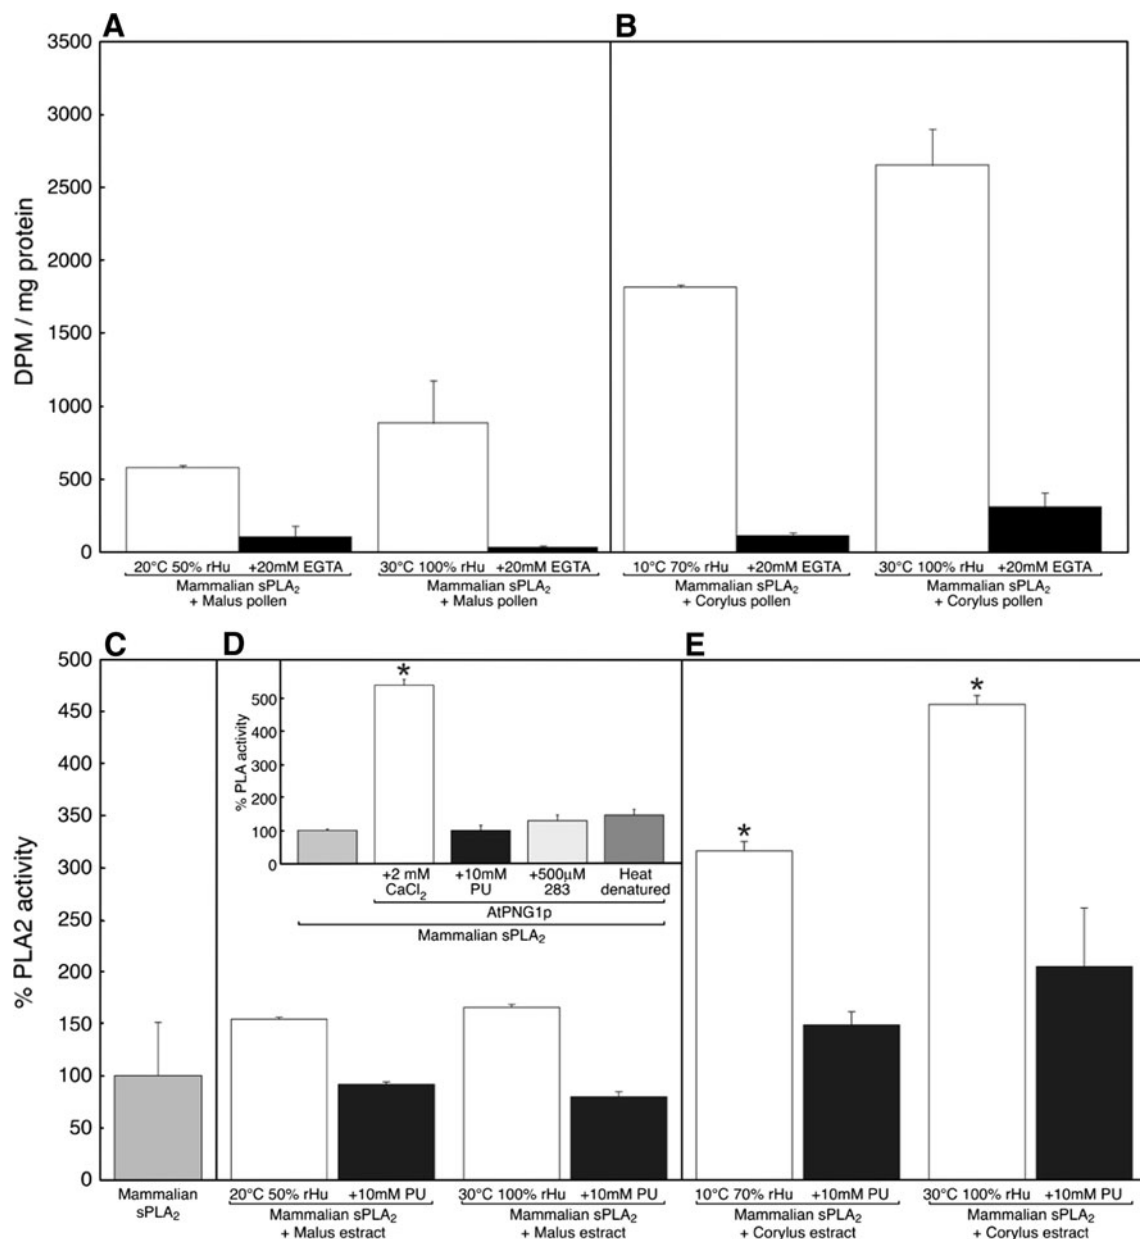 A
B
3500
3000
2500
2000
1500
1000
500
0
DPM / mg protein
20°C 50% rHu +20mM EGTA 30°C 100% rHu +20mM EGTA 10°C 70% rHu +20mM EGTA 30°C 100% rHu +20mM EGTA
Mammalian sPLA₂ Mammalian sPLA₂ Mammalian sPLA₂ Mammalian sPLA₂
+ Malus pollen + Malus pollen + Corylus pollen + Corylus pollen
C
D
E
500
450
400
350
300
250
200
150
100
50
0
% PLA2 activity
500
400
300
200
100
0
% PLA activity
*
+2 mM +10mM +500µM Heat
CaCl₂ PU 283 denatured
AtPNG1p
Mammalian sPLA₂
*
*
Mammalian
sPLA₂
20°C 50% rHu +10mM PU 30°C 100% rHu +10mM PU 10°C 70% rHu +10mM PU 30°C 100% rHu +10mM PU
Mammalian sPLA₂ Mammalian sPLA₂ Mammalian sPLA₂ Mammalian sPLA₂
+ Malus estract + Malus estract + Corylus estract + Corylus estract